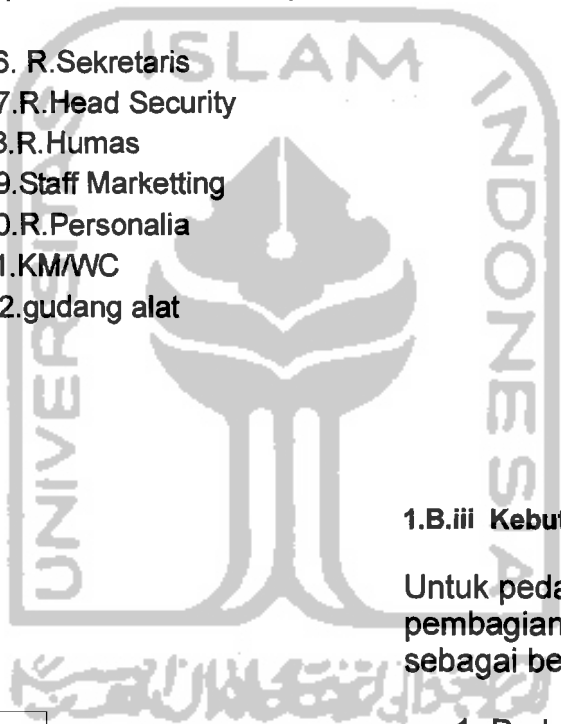 6. R.Sekretaris
7.R.Head Security
8.R.Humas
9.Staff Marketting
0.R.Personalia
1.KM/WC
2.gudang alat
ISLAM
UNIVERSITAS
INDONESIA
1.B.iii Kebut
Untuk peda
pembagian
sebagai be